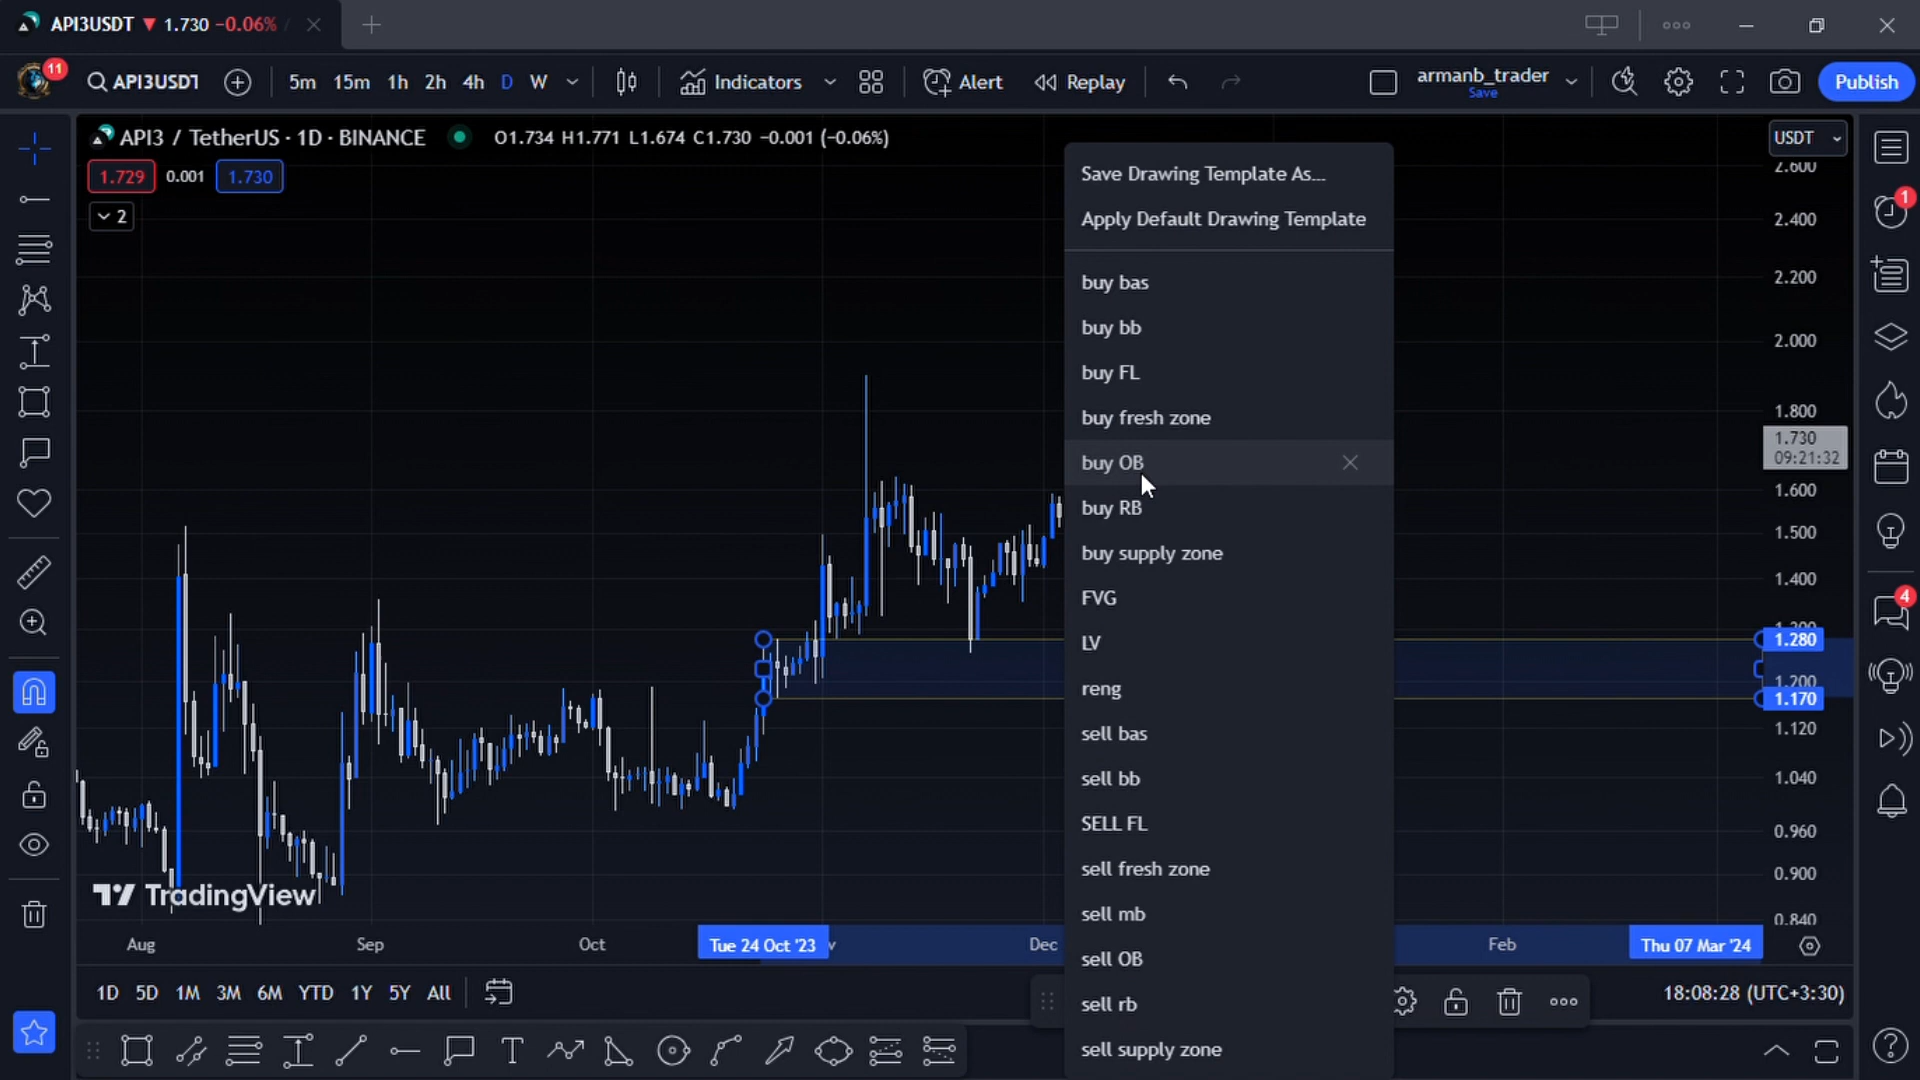 API3USDT ▼ 1.730 −0.06% /
11
API3USDT
5m 15m 1h 2h 4h D W
Indicators
Alert
Replay
armanb_trader
Save
Publish
API3 / TetherUS · 1D · BINANCE
O1.734 H1.771 L1.674 C1.730 −0.001 (−0.06%)
USDT
1.729 0.001 1.730
2
Save Drawing Template As...
Apply Default Drawing Template
buy bas
buy bb
buy FL
buy fresh zone
buy OB
buy RB
buy supply zone
FVG
LV
reng
sell bas
sell bb
SELL FL
sell fresh zone
sell mb
sell OB
sell rb
sell supply zone
2.600
2.400
2.200
2.000
1.800
1.730
09:21:32
1.600
1.500
1.400
1.280
1.200
1.170
1.120
1.040
0.960
0.900
0.840
1
4
TradingView
Aug Sep Oct Tue 24 Oct '23 Dec Feb Thu 07 Mar '24
1D 5D 1M 3M 6M YTD 1Y 5Y All
18:08:28 (UTC+3:30)